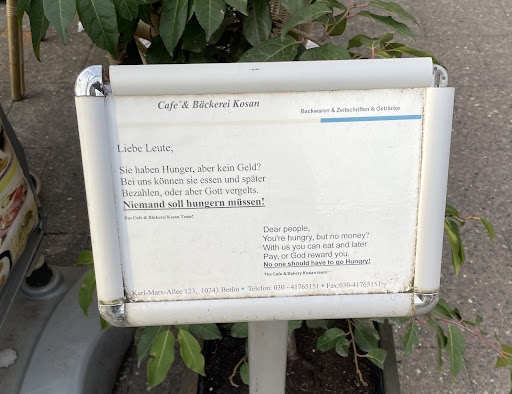 Cafe´& Bäckerei Kosan
Backwaren & Zeitschriften & Getränke
Liebe Leute,
Sie haben Hunger, aber kein Geld?
Bei uns können sie essen und später
Bezahlen, oder aber Gott vergelts.
Niemand soll hungern müssen!
Das Cafe & Bäckerei Kosan Team!
Dear people,
You're hungry, but no money?
With us you can eat and later
Pay, or God reward you.
No one should have to go Hungry!
The Cafe & Bakery Kosan team
Karl-Marx-Allee 123, 10243 Berlin • Telefon: 030 - 41765151 • Fax:030-41765151